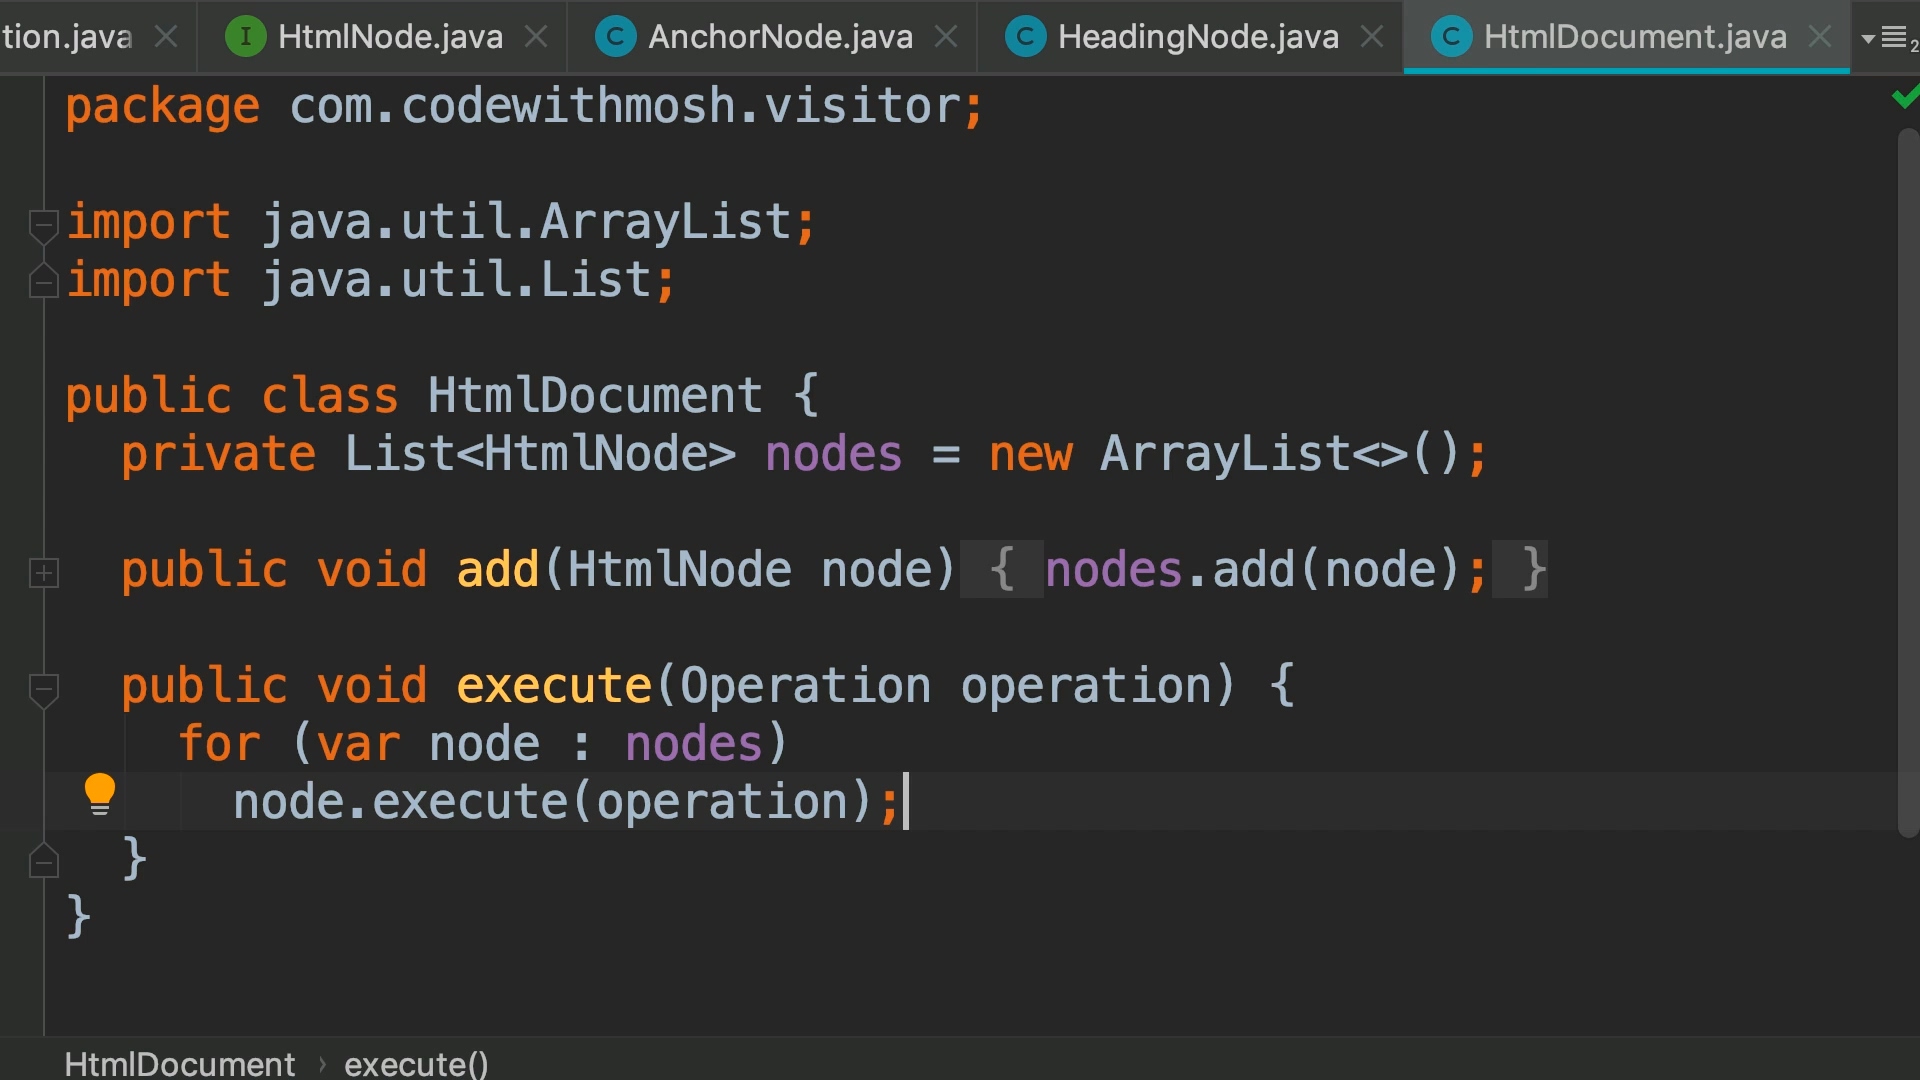 tion.java HtmlNode.java AnchorNode.java HeadingNode.java HtmlDocument.java 2
package com.codewithmosh.visitor;
import java.util.ArrayList;
import java.util.List;
public class HtmlDocument {
private List<HtmlNode> nodes = new ArrayList<>();
public void add(HtmlNode node) { nodes.add(node); }
public void execute(Operation operation) {
for (var node : nodes)
node.execute(operation);
}
}
HtmlDocument › execute()